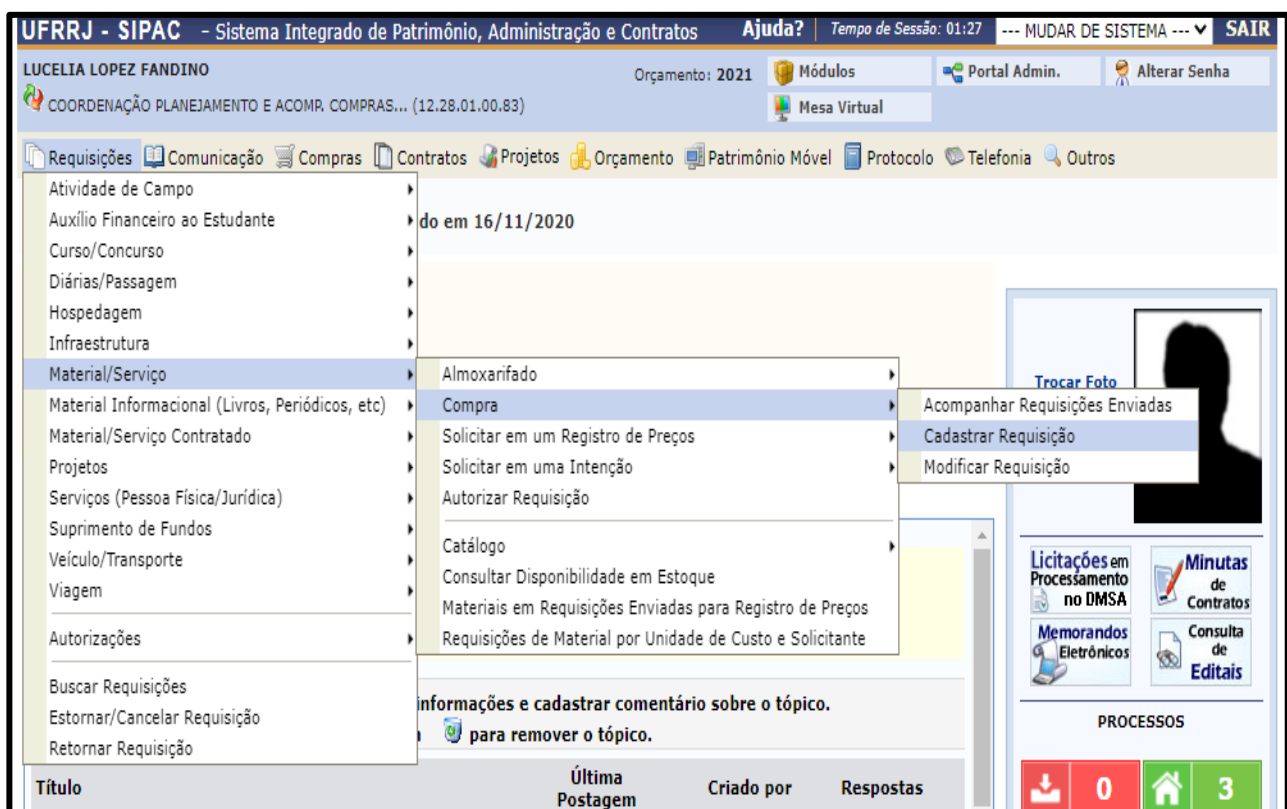 UFRRJ - SIPAC - Sistema Integrado de Patrimônio, Administração e Contratos Ajuda? Tempo de Sessão: 01:27 --- MUDAR DE SISTEMA --- SAIR
LUCELIA LOPEZ FANDINO Orçamento: 2021 Módulos Portal Admin. Alterar Senha
COORDENAÇÃO PLANEJAMENTO E ACOMP. COMPRAS... (12.28.01.00.83) Mesa Virtual
Requisições Comunicação Compras Contratos Projetos Orçamento Patrimônio Móvel Protocolo Telefonia Outros
Atividade de Campo
Auxílio Financeiro ao Estudante
do em 16/11/2020
Curso/Concurso
Diárias/Passagem
Hospedagem
Infraestrutura
Material/Serviço
Material Informacional (Livros, Periódicos, etc)
Material/Serviço Contratado
Projetos
Serviços (Pessoa Física/Jurídica)
Suprimento de Fundos
Veículo/Transporte
Viagem
Autorizações
Buscar Requisições
Estornar/Cancelar Requisição
Retornar Requisição
Almoxarifado
Compra
Solicitar em um Registro de Preços
Solicitar em uma Intenção
Autorizar Requisição
Catálogo
Consultar Disponibilidade em Estoque
Materiais em Requisições Enviadas para Registro de Preços
Requisições de Material por Unidade de Custo e Solicitante
Acompanhar Requisições Enviadas
Cadastrar Requisição
Modificar Requisição
Trocar Foto
Licitações em
Processamento
no DMSA
Minutas
de
Contratos
Memorandos
Eletrônicos
Consulta
de
Editais
PROCESSOS
0 3
informações e cadastrar comentário sobre o tópico.
para remover o tópico.
Título Última Postagem Criado por Respostas